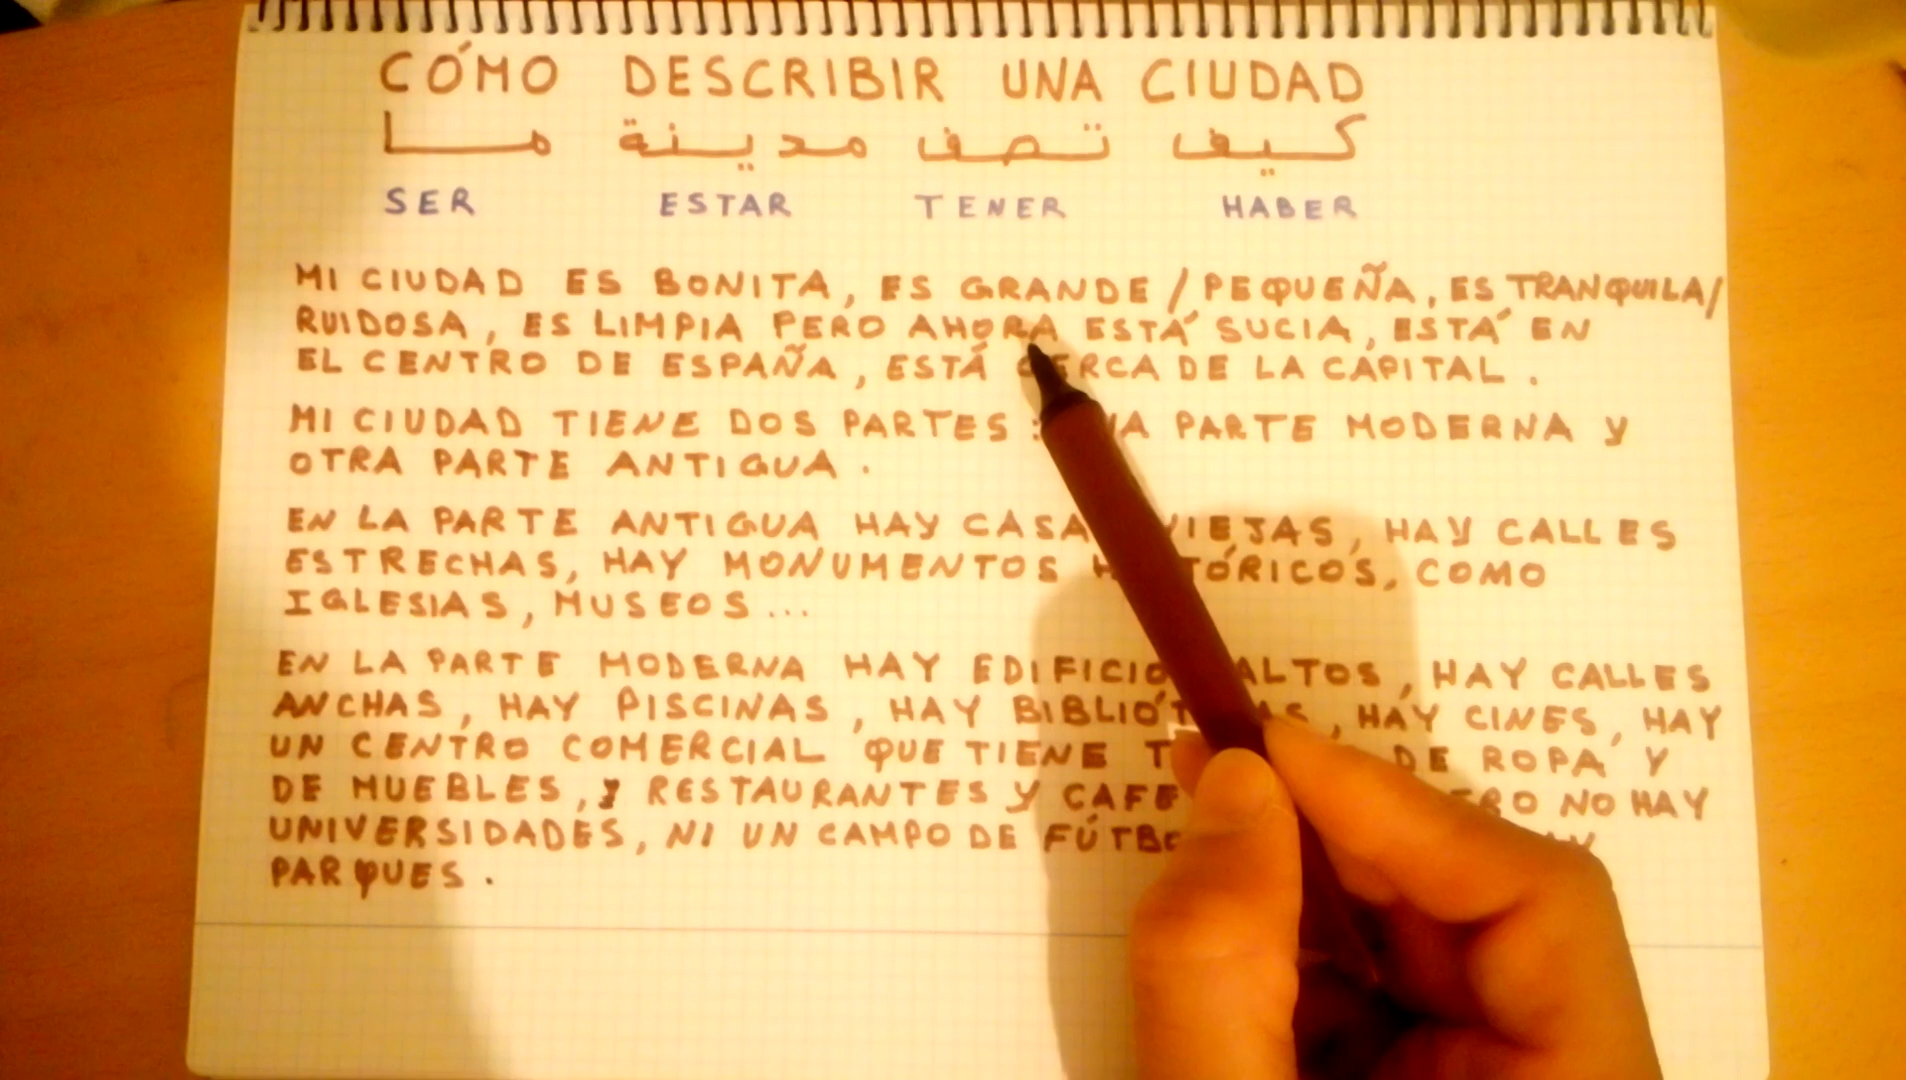 CÓMO DESCRIBIR UNA CIUDAD
كيف تصف مدينة ما
SER ESTAR TENER HABER
MI CIUDAD ES BONITA, ES GRANDE/PEQUEÑA, ES TRANQUILA/
RUIDOSA, ES LIMPIA PERO AHORA ESTÁ SUCIA, ESTÁ EN
EL CENTRO DE ESPAÑA, ESTÁ CERCA DE LA CAPITAL.
MI CIUDAD TIENE DOS PARTES: PARTE MODERNA Y
OTRA PARTE ANTIGUA.
EN LA PARTE ANTIGUA HAY VIEJAS, HAY CALLES
ESTRECHAS, HAY MONUMENTOS COMO
IGLESIAS, MUSEOS...
EN LA PARTE MODERNA HAY ALTOS, HAY CALLES
ANCHAS, HAY PISCINAS, HAY HAY CINES, HAY
UN CENTRO COMERCIAL QUE TIENE DE ROPA Y
DE MUEBLES, Y RESTAURANTES Y NO HAY
UNIVERSIDADES, NI UN CAMPO DE
PARQUES.